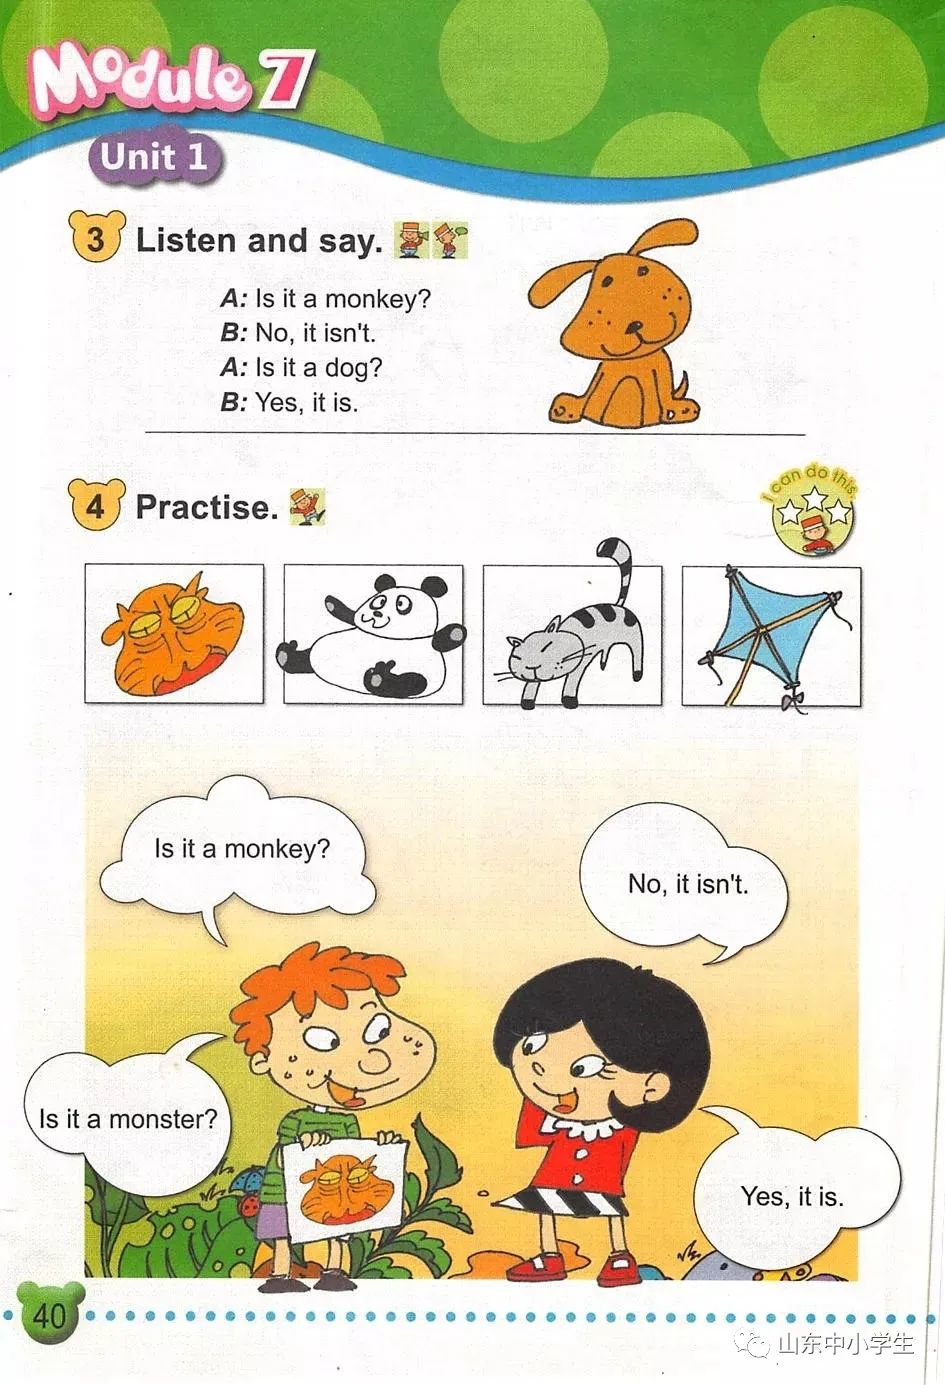 Module 7
Unit 1
3 Listen and say.
A: Is it a monkey?
B: No, it isn't.
A: Is it a dog?
B: Yes, it is.
4 Practise.
I can do this.
Is it a monkey?
No, it isn't.
Is it a monster?
Yes, it is.
40
山东中小学生